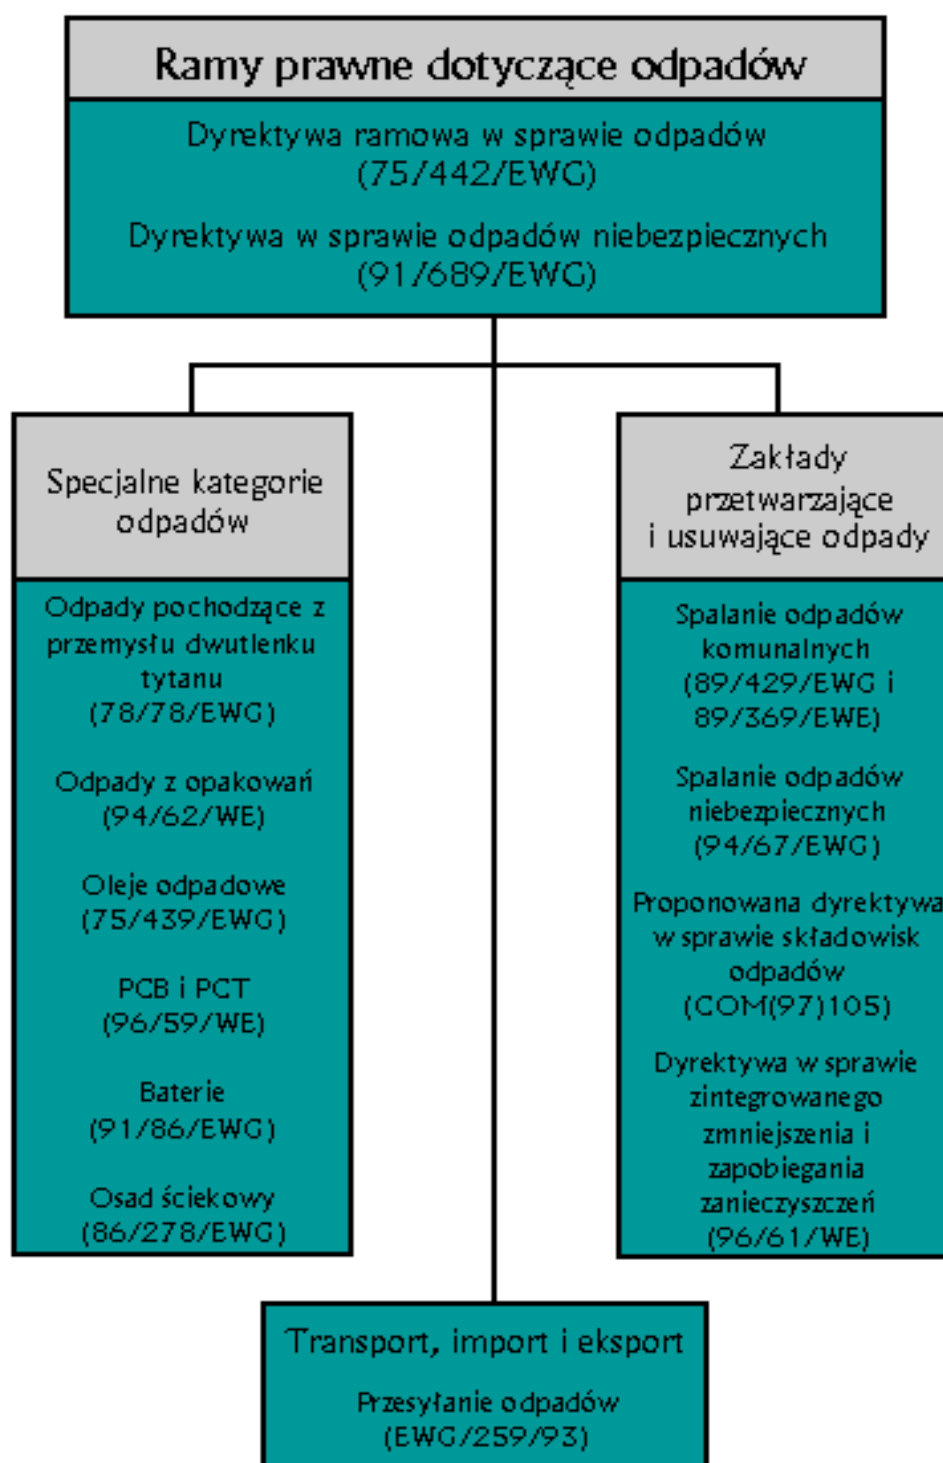 Ramy prawne dotyczące odpadów
Dyrektywa ramowa w sprawie odpadów
(75/442/EWG)
Dyrektywa w sprawie odpadów niebezpiecznych
(91/689/EWG)
Specjalne kategorie
odpadów
Odpady pochodzące z
przemysłu dwutlenku
tytanu
(78/78/EWG)
Odpady z opakowań
(94/62/WE)
Oleje odpadowe
(75/439/EWG)
PCB i PCT
(96/59/WE)
Baterie
(91/86/EWG)
Osad ściekowy
(86/278/EWG)
Zakłady
przetwarzające
i usuwające odpady
Spalanie odpadów
komunalnych
(89/429/EWG i
89/369/EWE)
Spalanie odpadów
niebezpiecznych
(94/67/EWG)
Proponowana dyrektywa
w sprawie składowisk
odpadów
(COM(97)105)
Dyrektywa w sprawie
zintegrowanego
zmniejszenia i
zapobiegania
zanieczyszczeń
(96/61/WE)
Transport, import i eksport
Przesyłanie odpadów
(EWG/259/93)